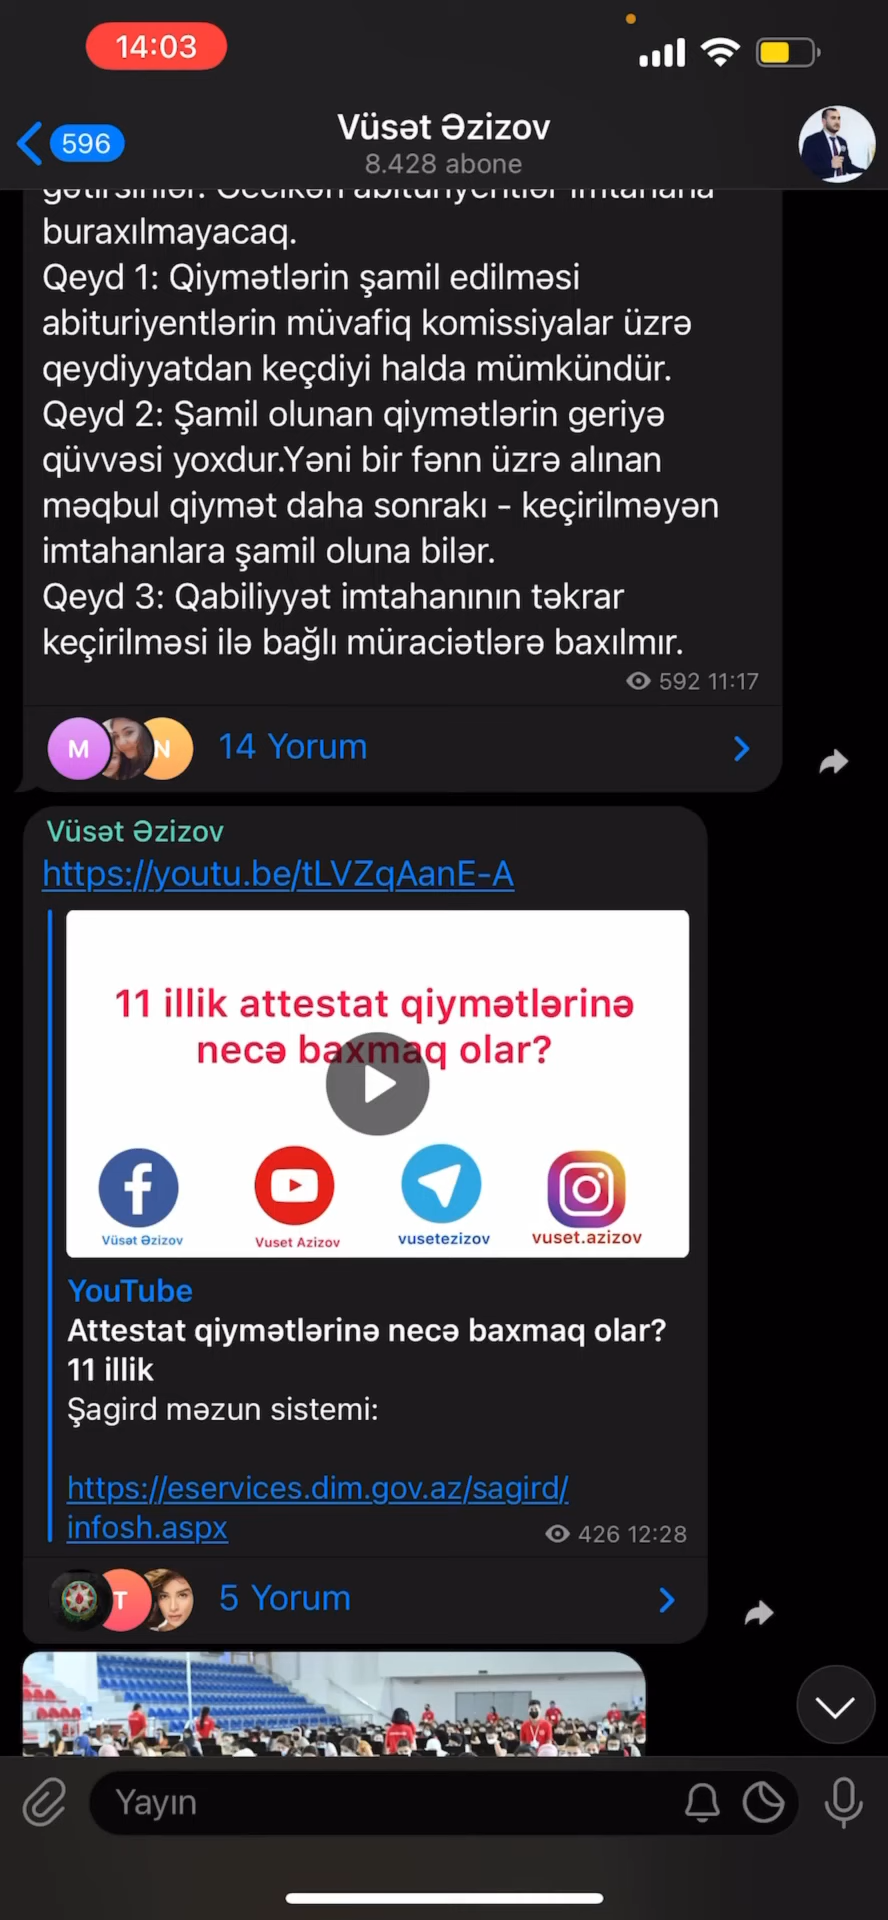 14:03
596
Vüsət Əzizov
8.428 abone
gətirsinlər. Gecikən abituriyentlər imtahana
buraxılmayacaq.
Qeyd 1: Qiymətlərin şamil edilməsi
abituriyentlərin müvafiq komissiyalar üzrə
qeydiyyatdan keçdiyi halda mümkündür.
Qeyd 2: Şamil olunan qiymətlərin geriyə
qüvvəsi yoxdur.Yəni bir fənn üzrə alınan
məqbul qiymət daha sonrakı - keçirilməyən
imtahanlara şamil oluna bilər.
Qeyd 3: Qabiliyyət imtahanının təkrar
keçirilməsi ilə bağlı müraciətlərə baxılmır.
592 11:17
M N 14 Yorum
Vüsət Əzizov
https://youtu.be/tLVZqAanE-A
11 illik attestat qiymətlərinə
necə baxmaq olar?
Vüsət Əzizov Vuset Azizov vusetezizov vuset.azizov
YouTube
Attestat qiymətlərinə necə baxmaq olar?
11 illik
Şagird məzun sistemi:
https://eservices.dim.gov.az/sagird/
infosh.aspx
426 12:28
T 5 Yorum
Yayın